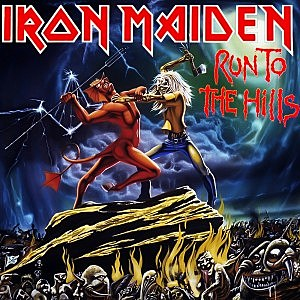 IRON MAIDEN
RUN TO
THE HillS